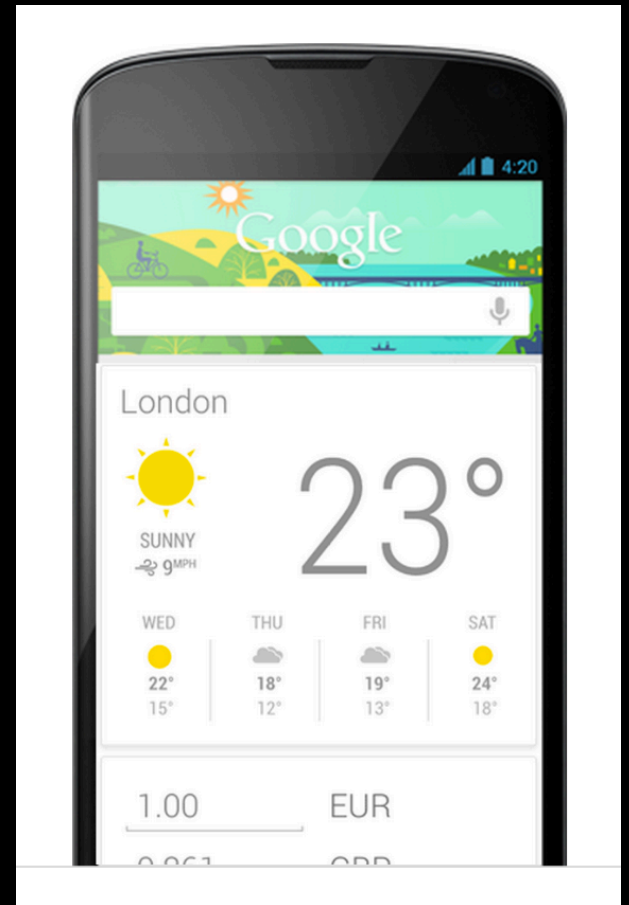 4:20
Google
London
23°
SUNNY
9MPH
WED THU FRI SAT
22° 18° 19° 24°
15° 12° 13° 18°
1.00 EUR